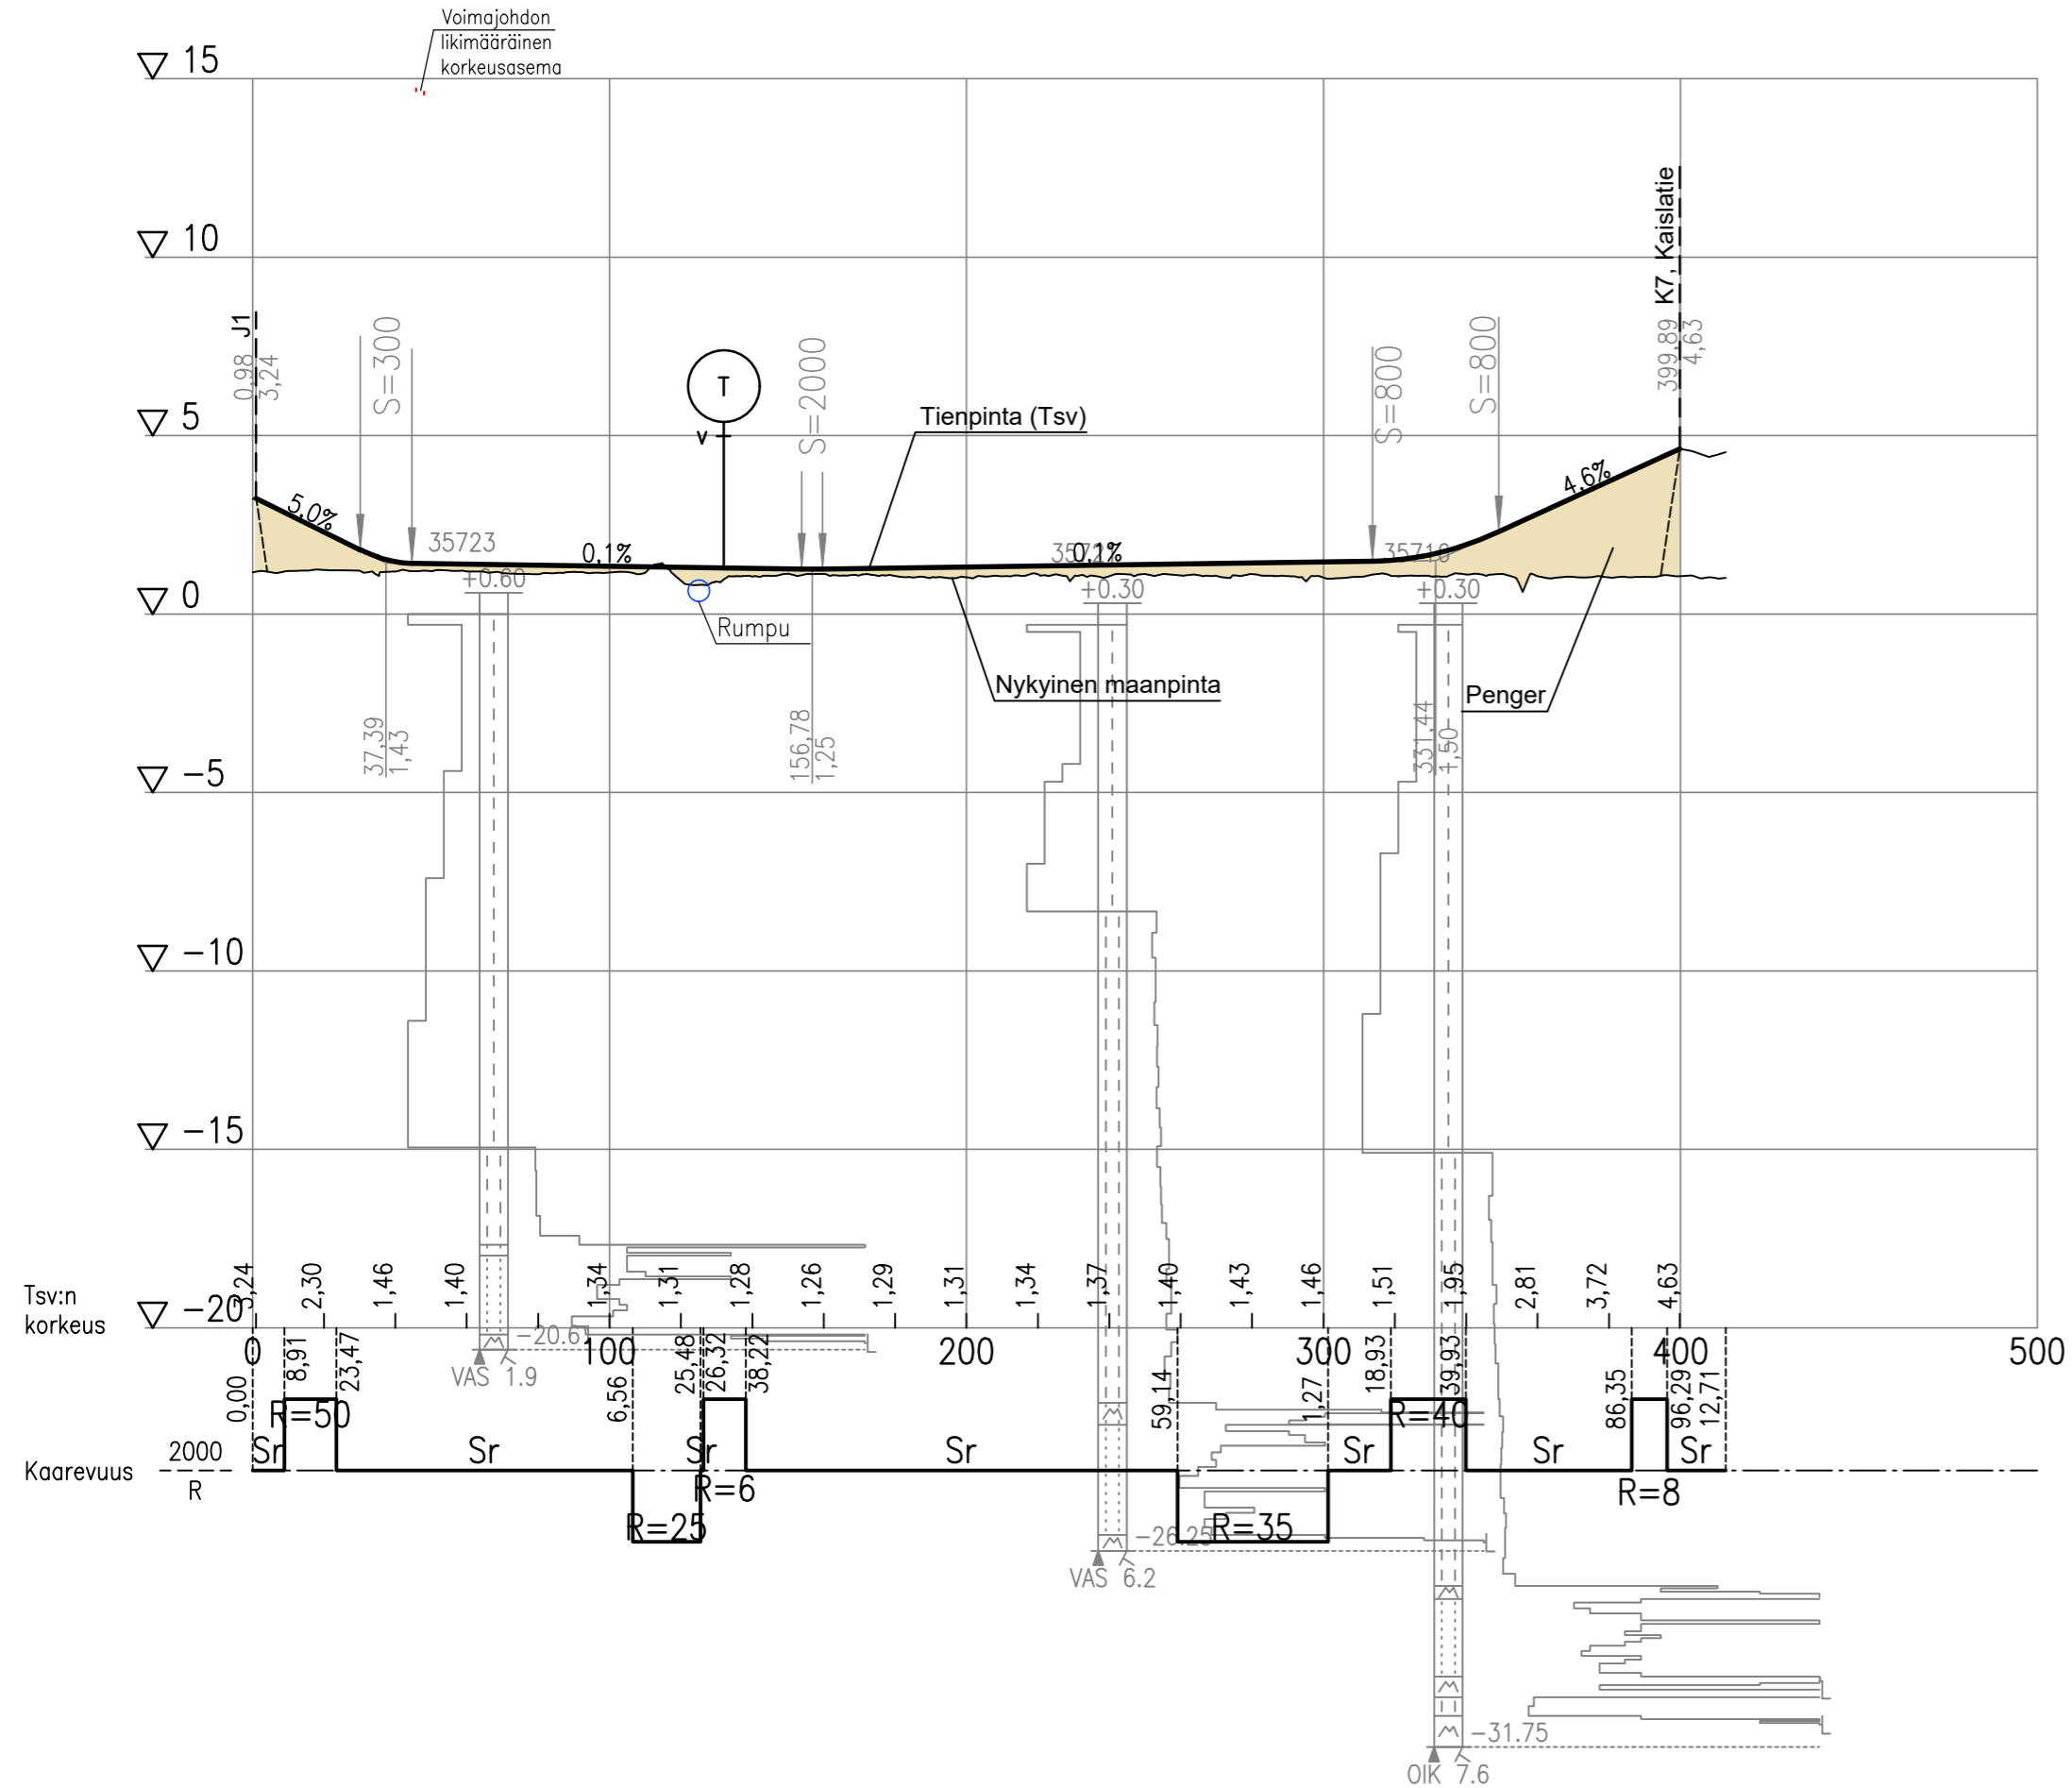 Voimajohdon
likimääräinen
korkeusasema
15
10
5
0
-5
-10
-15
-20
J1
0,98
3,24
S=300
5,0%
35723
+0.60
T
v
S=2000
Tienpinta (Tsv)
0,1%
0,1%
S=800
S=800
4,6%
K7, Kaislatie
399,89
4,63
+0.30
+0.30
Rumpu
Nykyinen maanpinta
Penger
37,39
1,43
156,78
1,25
331.44
1,50
Tsv:n
korkeus
3,24
2,30
1,46
1,40
1,34
1,31
1,28
1,26
1,29
1,31
1,34
1,37
1,40
1,43
1,46
1,51
1,95
2,81
3,72
4,63
0
100
200
300
400
500
-20.6
VAS 1.9
0,00
8,91
23,47
6,56
25,48
26,32
38,22
59,14
1,27
18,93
39,93
86,35
96,29
12,71
Kaarevuus
2000
R
Sr
R=50
Sr
R=25
Sr
R=6
Sr
R=35
Sr
R=40
Sr
R=8
Sr
-26.25
VAS 6.2
-31.75
OIK 7.6